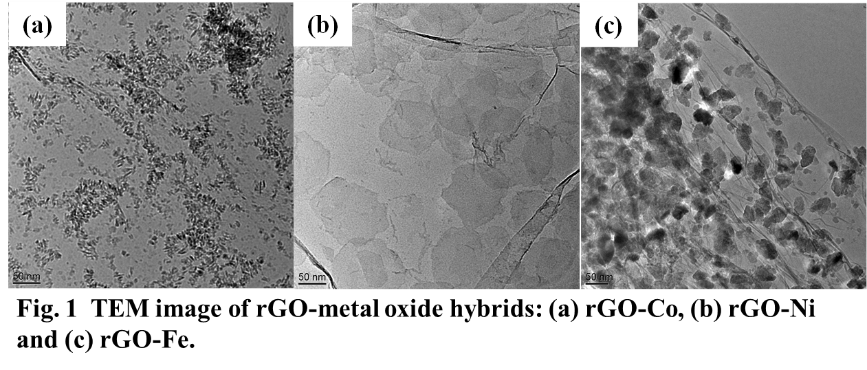 (a)
(b)
(c)
50 nm
50 nm
50 nm
Fig. 1 TEM image of rGO-metal oxide hybrids: (a) rGO-Co, (b) rGO-Ni
and (c) rGO-Fe.